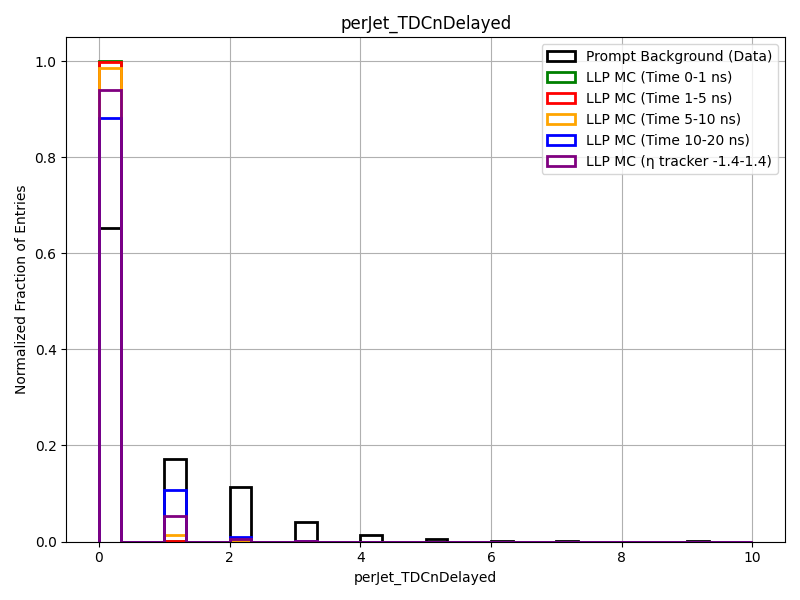 perJet_TDCnDelayed
Prompt Background (Data)
LLP MC (Time 0-1 ns)
LLP MC (Time 1-5 ns)
LLP MC (Time 5-10 ns)
LLP MC (Time 10-20 ns)
LLP MC (η tracker -1.4-1.4)
Normalized Fraction of Entries
1.0
0.8
0.6
0.4
0.2
0.0
0 2 4 6 8 10
perJet_TDCnDelayed